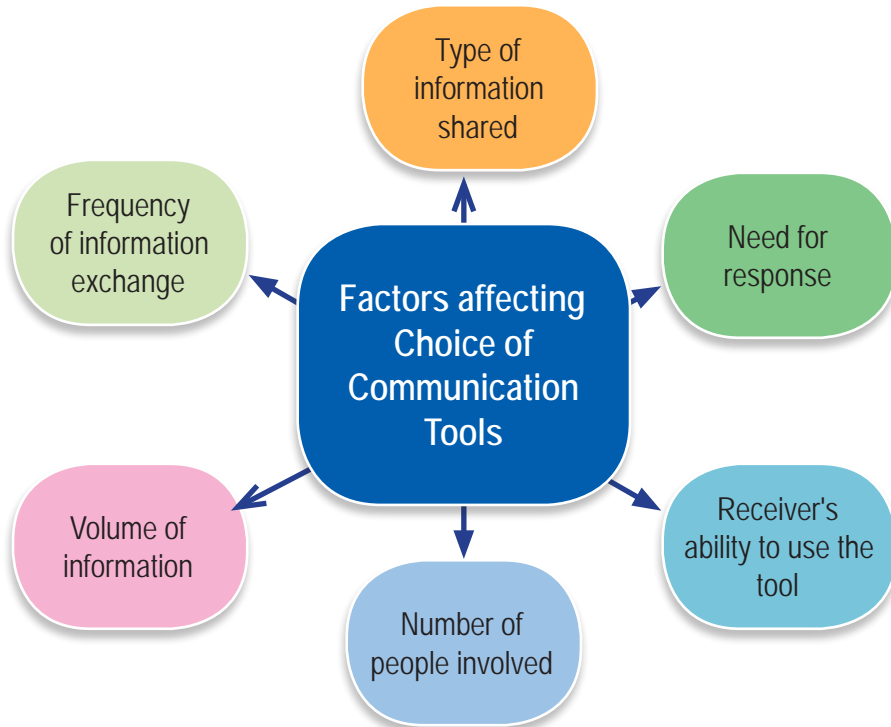 Type of
information
shared
Frequency
of information
exchange
Need for
response
Factors affecting
Choice of
Communication
Tools
Volume of
information
Receiver's
ability to use the
tool
Number of
people involved